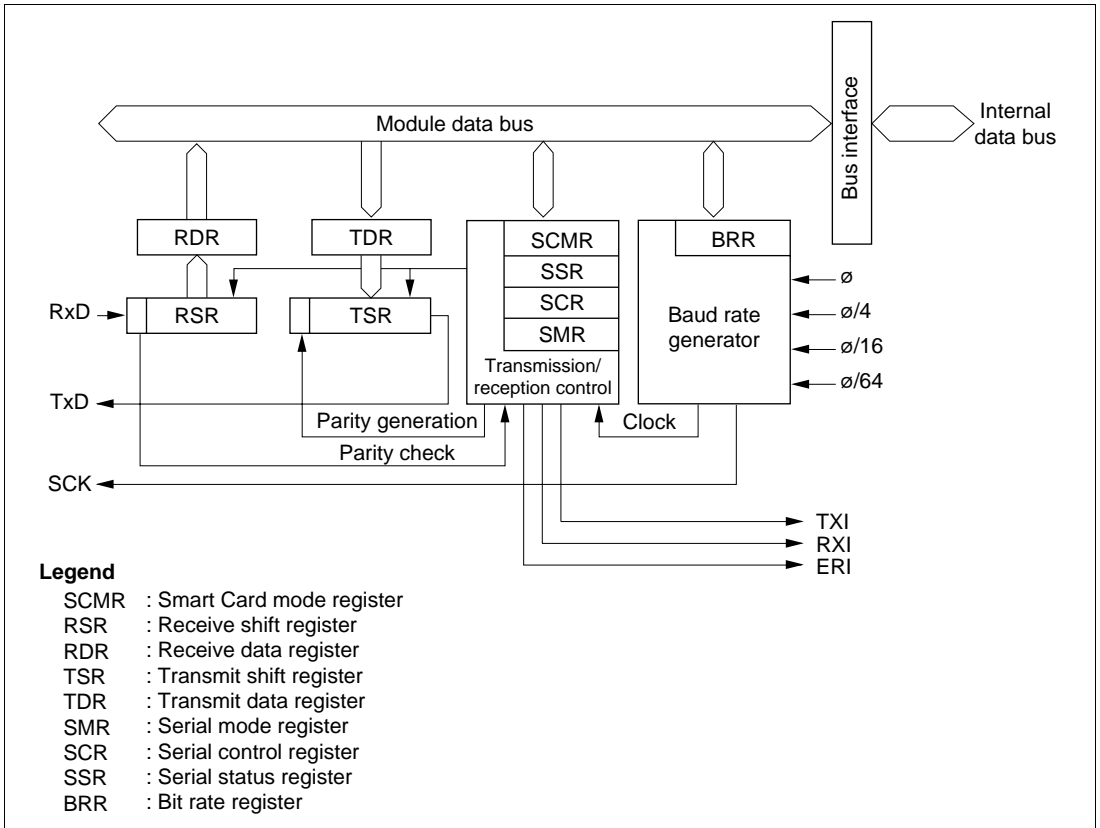 Module data bus
Bus interface
Internal
data bus
RDR
TDR
SCMR
SSR
SCR
SMR
Transmission/
reception control
BRR
Baud rate
generator
ø
ø/4
ø/16
ø/64
RxD
RSR
TSR
TxD
Parity generation
Parity check
Clock
SCK
TXI
RXI
ERI
Legend
SCMR : Smart Card mode register
RSR : Receive shift register
RDR : Receive data register
TSR : Transmit shift register
TDR : Transmit data register
SMR : Serial mode register
SCR : Serial control register
SSR : Serial status register
BRR : Bit rate register